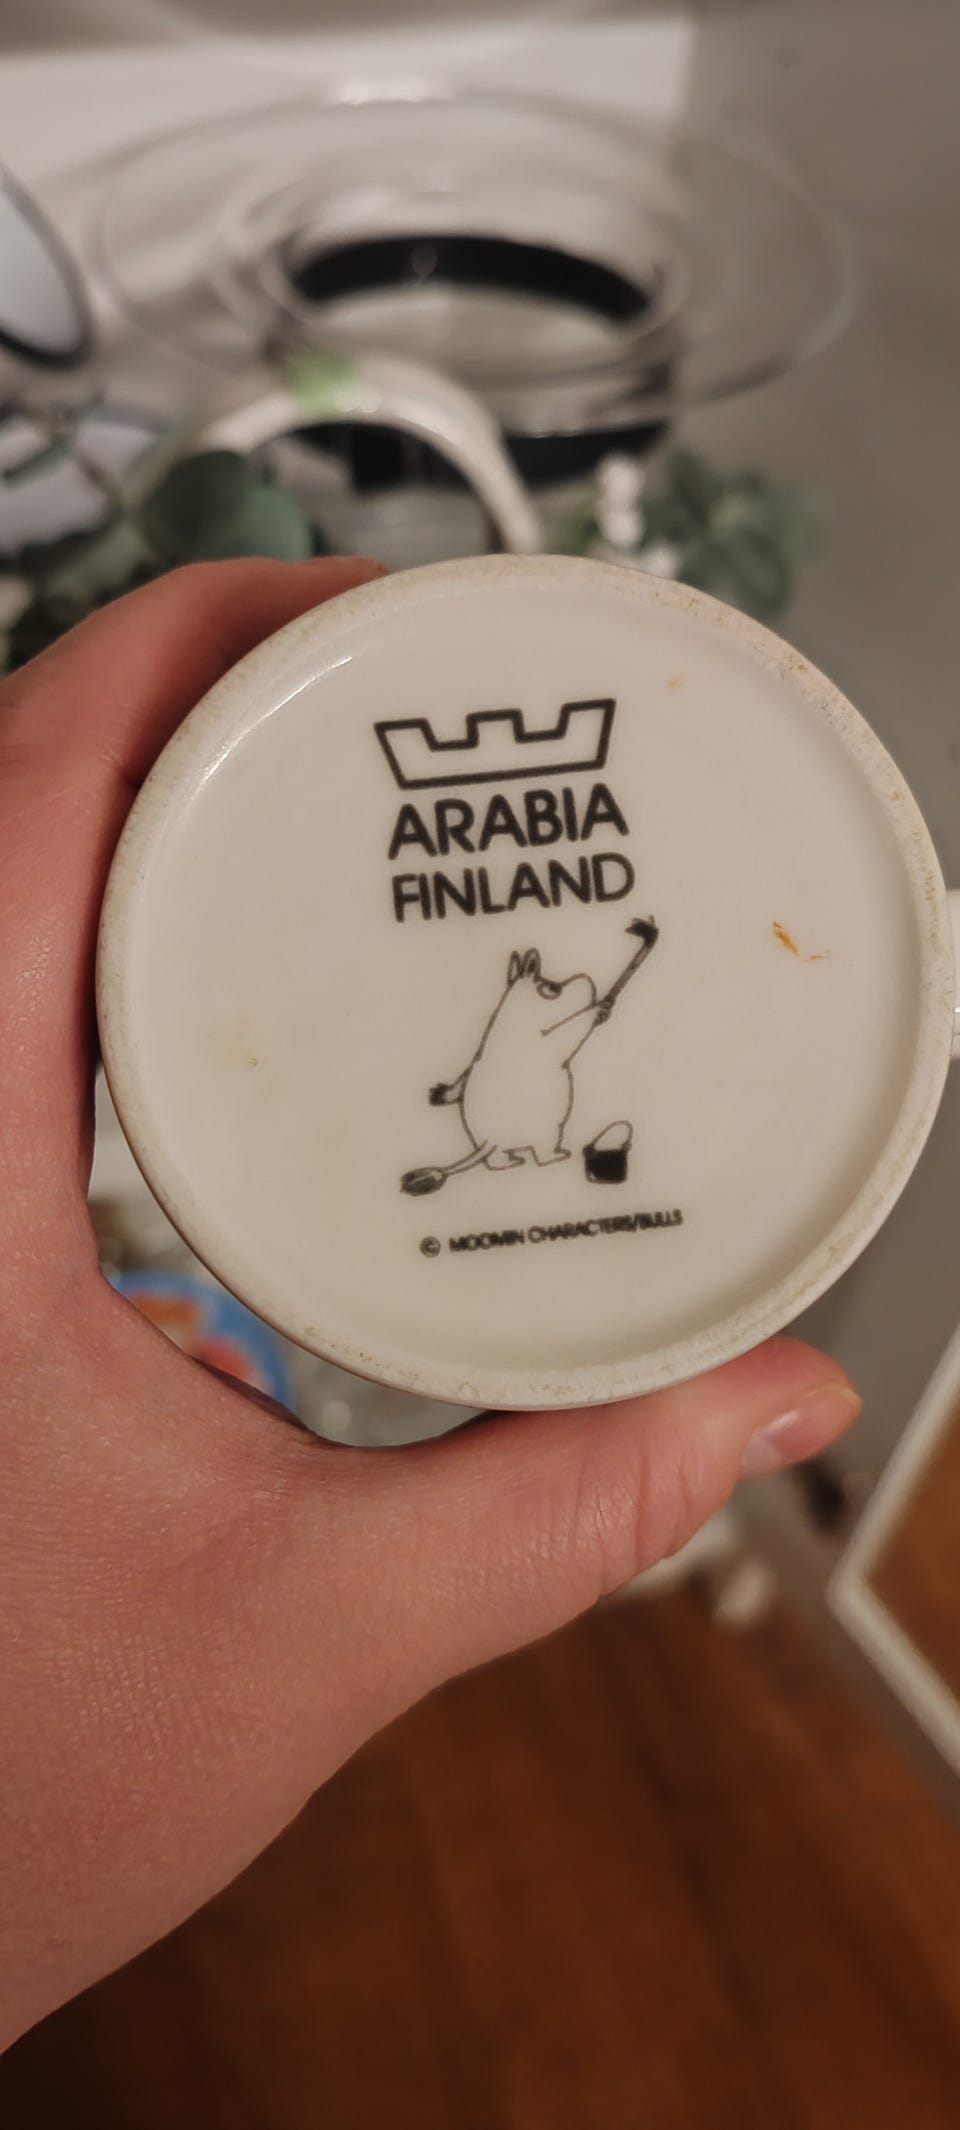 ARABIA
FINLAND
© MOOMIN CHARACTERS/BULLS